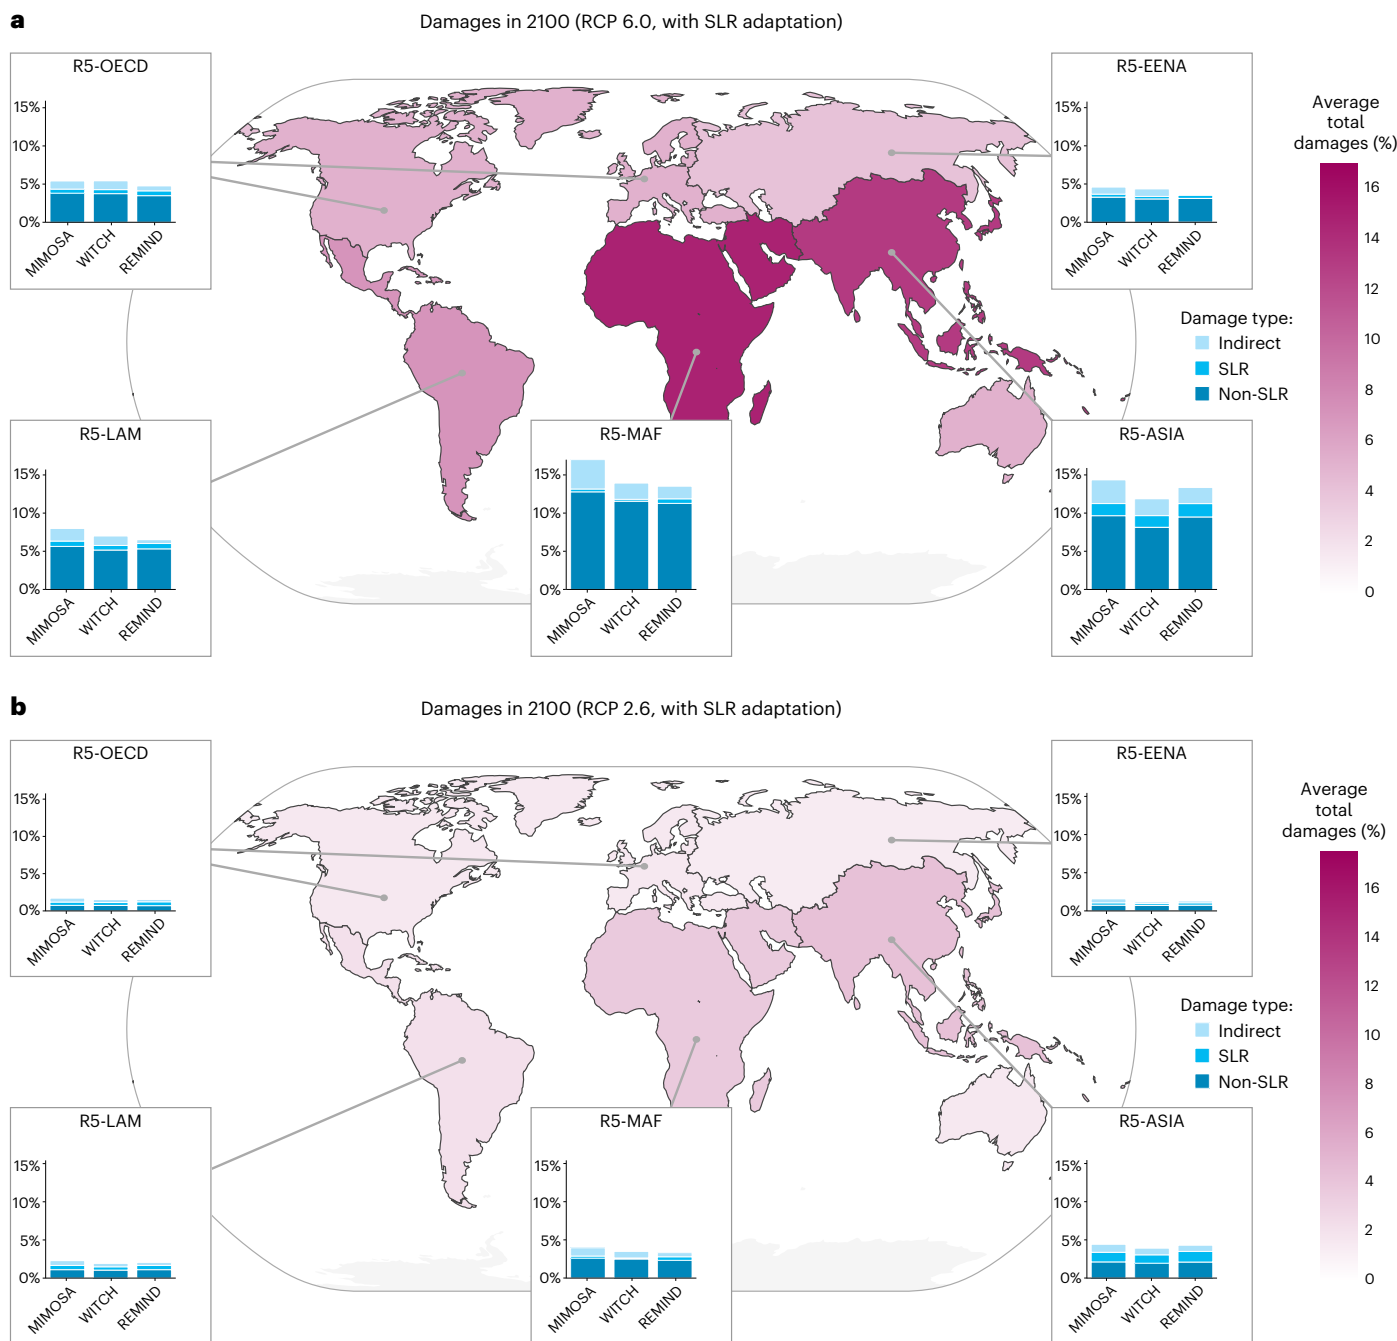 a
Damages in 2100 (RCP 6.0, with SLR adaptation)
R5-OECD
15%
10%
5%
0%
MIMOSA
WITCH
REMIND
R5-EENA
15%
10%
5%
0%
MIMOSA
WITCH
REMIND
Average
total
damages (%)
16
14
12
10
8
6
4
2
0
Damage type:
Indirect
SLR
Non-SLR
R5-LAM
15%
10%
5%
0%
MIMOSA
WITCH
REMIND
R5-MAF
15%
10%
5%
0%
MIMOSA
WITCH
REMIND
R5-ASIA
15%
10%
5%
0%
MIMOSA
WITCH
REMIND
b
Damages in 2100 (RCP 2.6, with SLR adaptation)
R5-OECD
15%
10%
5%
0%
MIMOSA
WITCH
REMIND
R5-EENA
15%
10%
5%
0%
MIMOSA
WITCH
REMIND
Average
total
damages (%)
16
14
12
10
8
6
4
2
0
Damage type:
Indirect
SLR
Non-SLR
R5-LAM
15%
10%
5%
0%
MIMOSA
WITCH
REMIND
R5-MAF
15%
10%
5%
0%
MIMOSA
WITCH
REMIND
R5-ASIA
15%
10%
5%
0%
MIMOSA
WITCH
REMIND